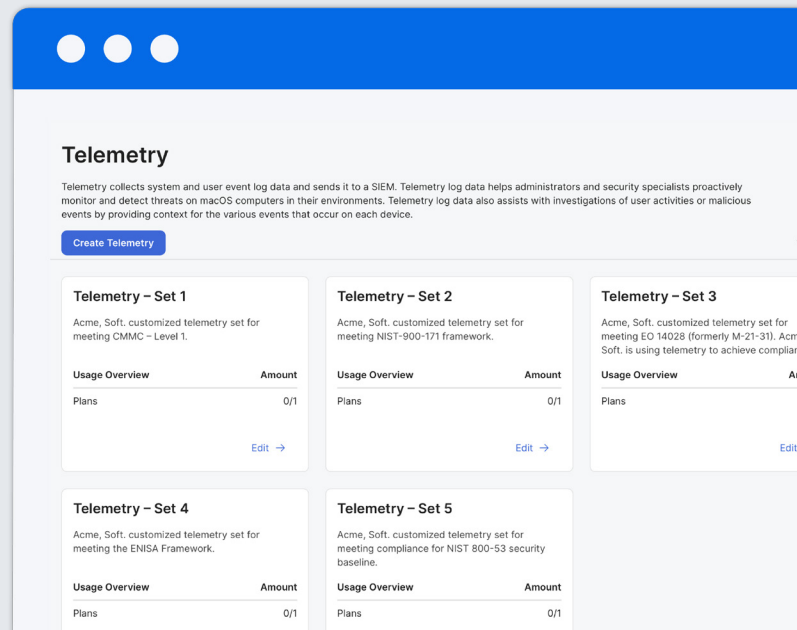 Telemetry
Telemetry collects system and user event log data and sends it to a SIEM. Telemetry log data helps administrators and security specialists proactively
monitor and detect threats on macOS computers in their environments. Telemetry log data also assists with investigations of user activities or malicious
events by providing context for the various events that occur on each device.
Create Telemetry
Telemetry – Set 1
Acme, Soft. customized telemetry set for
meeting CMMC – Level 1.
Usage Overview Amount
Plans 0/1
Edit →
Telemetry – Set 2
Acme, Soft. customized telemetry set for
meeting NIST-900-171 framework.
Usage Overview Amount
Plans 0/1
Edit →
Telemetry – Set 3
Acme, Soft. customized telemetry set for
meeting EO 14028 (formerly M-21-31).
Soft. is using telemetry to achieve
Usage Overview
Plans
Edit
Telemetry – Set 4
Acme, Soft. customized telemetry set for
meeting the ENISA Framework.
Usage Overview Amount
Plans 0/1
Telemetry – Set 5
Acme, Soft. customized telemetry set for
meeting compliance for NIST 800-53 security
baseline.
Usage Overview Amount
Plans 0/1